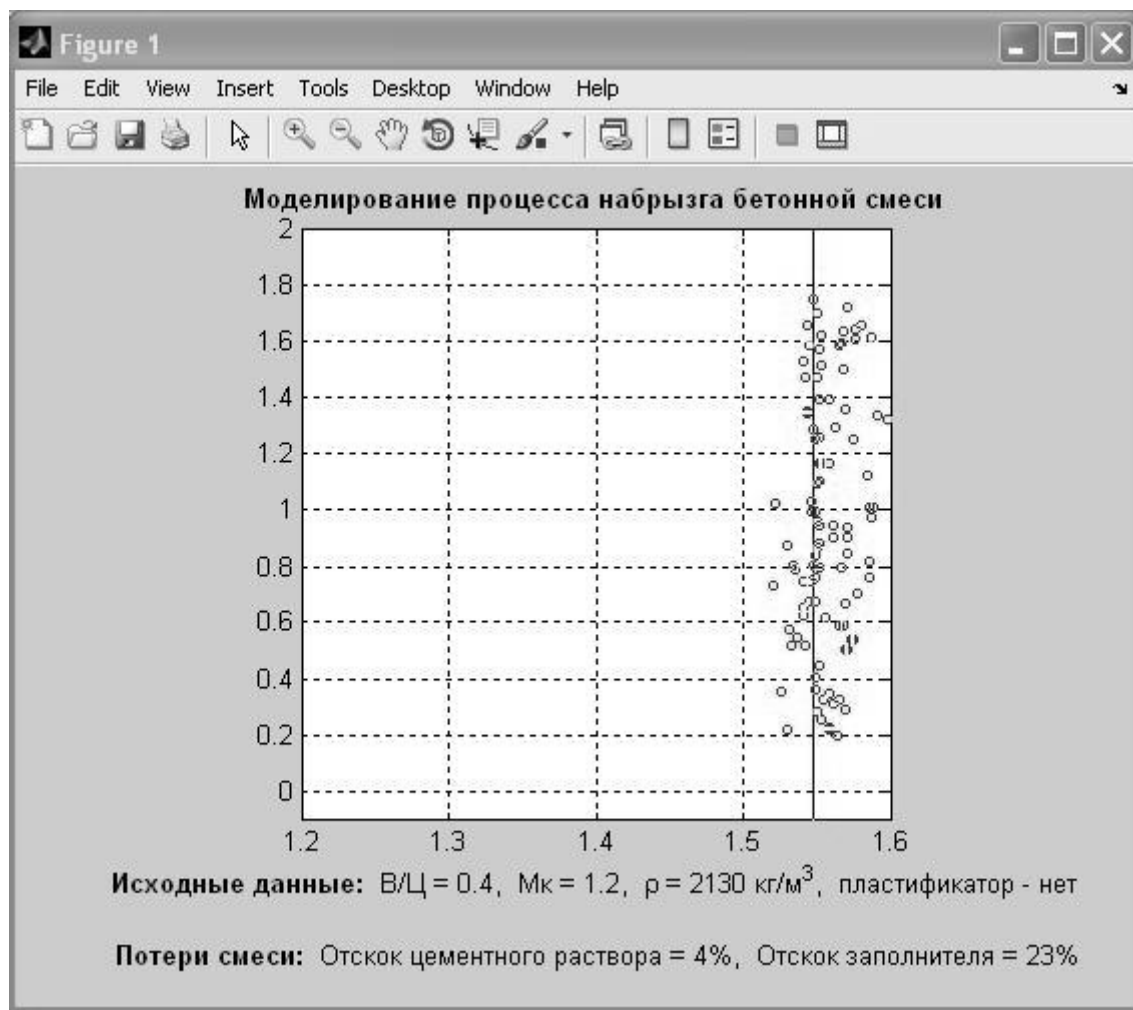 Figure 1
File Edit View Insert Tools Desktop Window Help
Моделирование процесса набрызга бетонной смеси
2
1.8
1.6
1.4
1.2
1
0.8
0.6
0.4
0.2
0
1.2 1.3 1.4 1.5 1.6
Исходные данные: В/Ц = 0.4, Мк = 1.2, ρ = 2130 кг/м³, пластификатор - нет
Потери смеси: Отскок цементного раствора = 4%, Отскок заполнителя = 23%